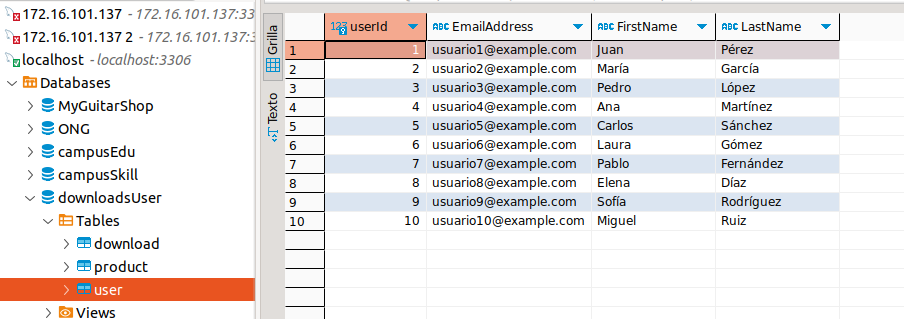 172.16.101.137 - 172.16.101.137:33
172.16.101.137 2 - 172.16.101.137:3
localhost - localhost:3306
Databases
MyGuitarShop
ONG
campusEdu
campusSkill
downloadsUser
Tables
download
product
user
Views
Grilla
Texto
123 userId ABC EmailAddress ABC FirstName ABC LastName
1 1 usuario1@example.com Juan Pérez
2 2 usuario2@example.com María García
3 3 usuario3@example.com Pedro López
4 4 usuario4@example.com Ana Martínez
5 5 usuario5@example.com Carlos Sánchez
6 6 usuario6@example.com Laura Gómez
7 7 usuario7@example.com Pablo Fernández
8 8 usuario8@example.com Elena Díaz
9 9 usuario9@example.com Sofía Rodríguez
10 10 usuario10@example.com Miguel Ruiz